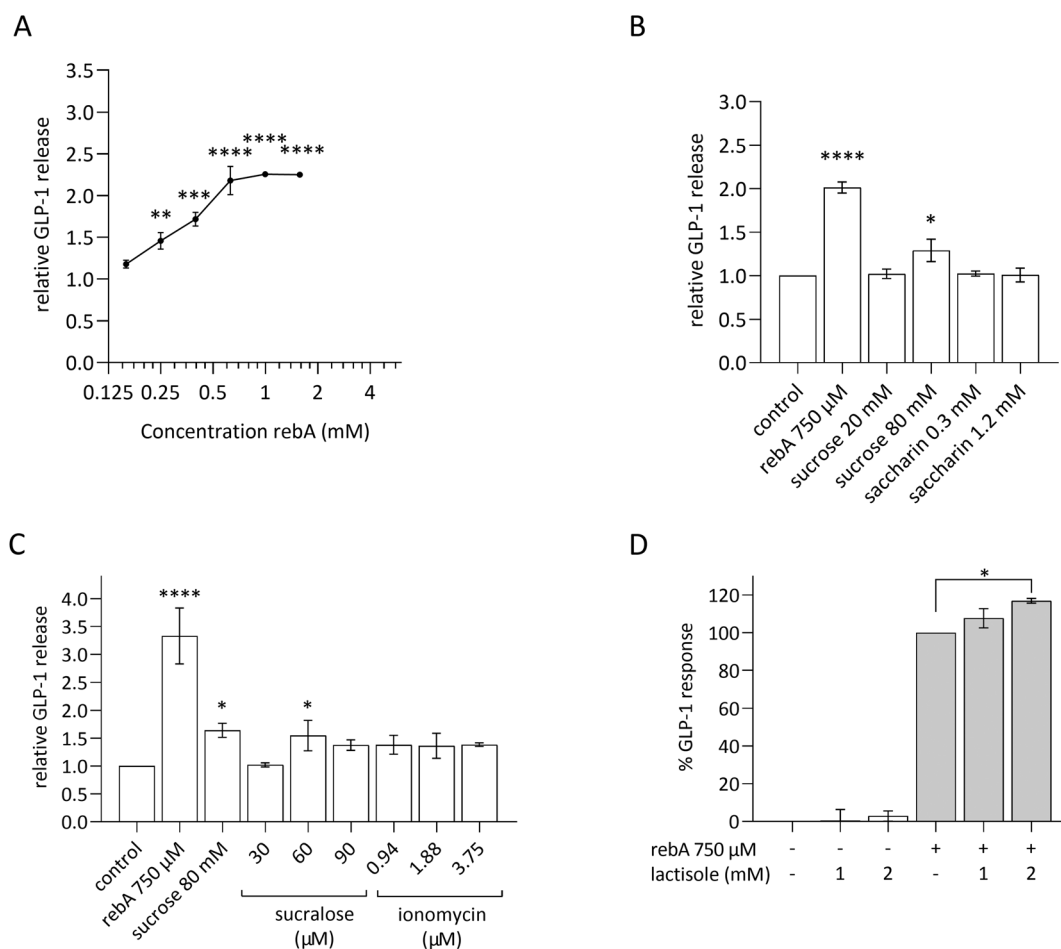 A
relative GLP-1 release
3.5
3.0
2.5
2.0
1.5
1.0
0.5
0.0
**
***
****
****
****
0.125 0.25 0.5 1 2 4
Concentration rebA (mM)
B
relative GLP-1 release
3.0
2.5
2.0
1.5
1.0
0.5
0.0
****
*
control
rebA 750 μM
sucrose 20 mM
sucrose 80 mM
saccharin 0.3 mM
saccharin 1.2 mM
C
relative GLP-1 release
4.0
3.5
3.0
2.5
2.0
1.5
1.0
0.5
0.0
****
*
*
control
rebA 750 μM
sucrose 80 mM
30
60
90
0.94
1.88
3.75
sucralose
(μM)
ionomycin
(μM)
D
% GLP-1 response
120
100
80
60
40
20
0
*
rebA 750 μM - - - + + +
lactisole (mM) - 1 2 - 1 2